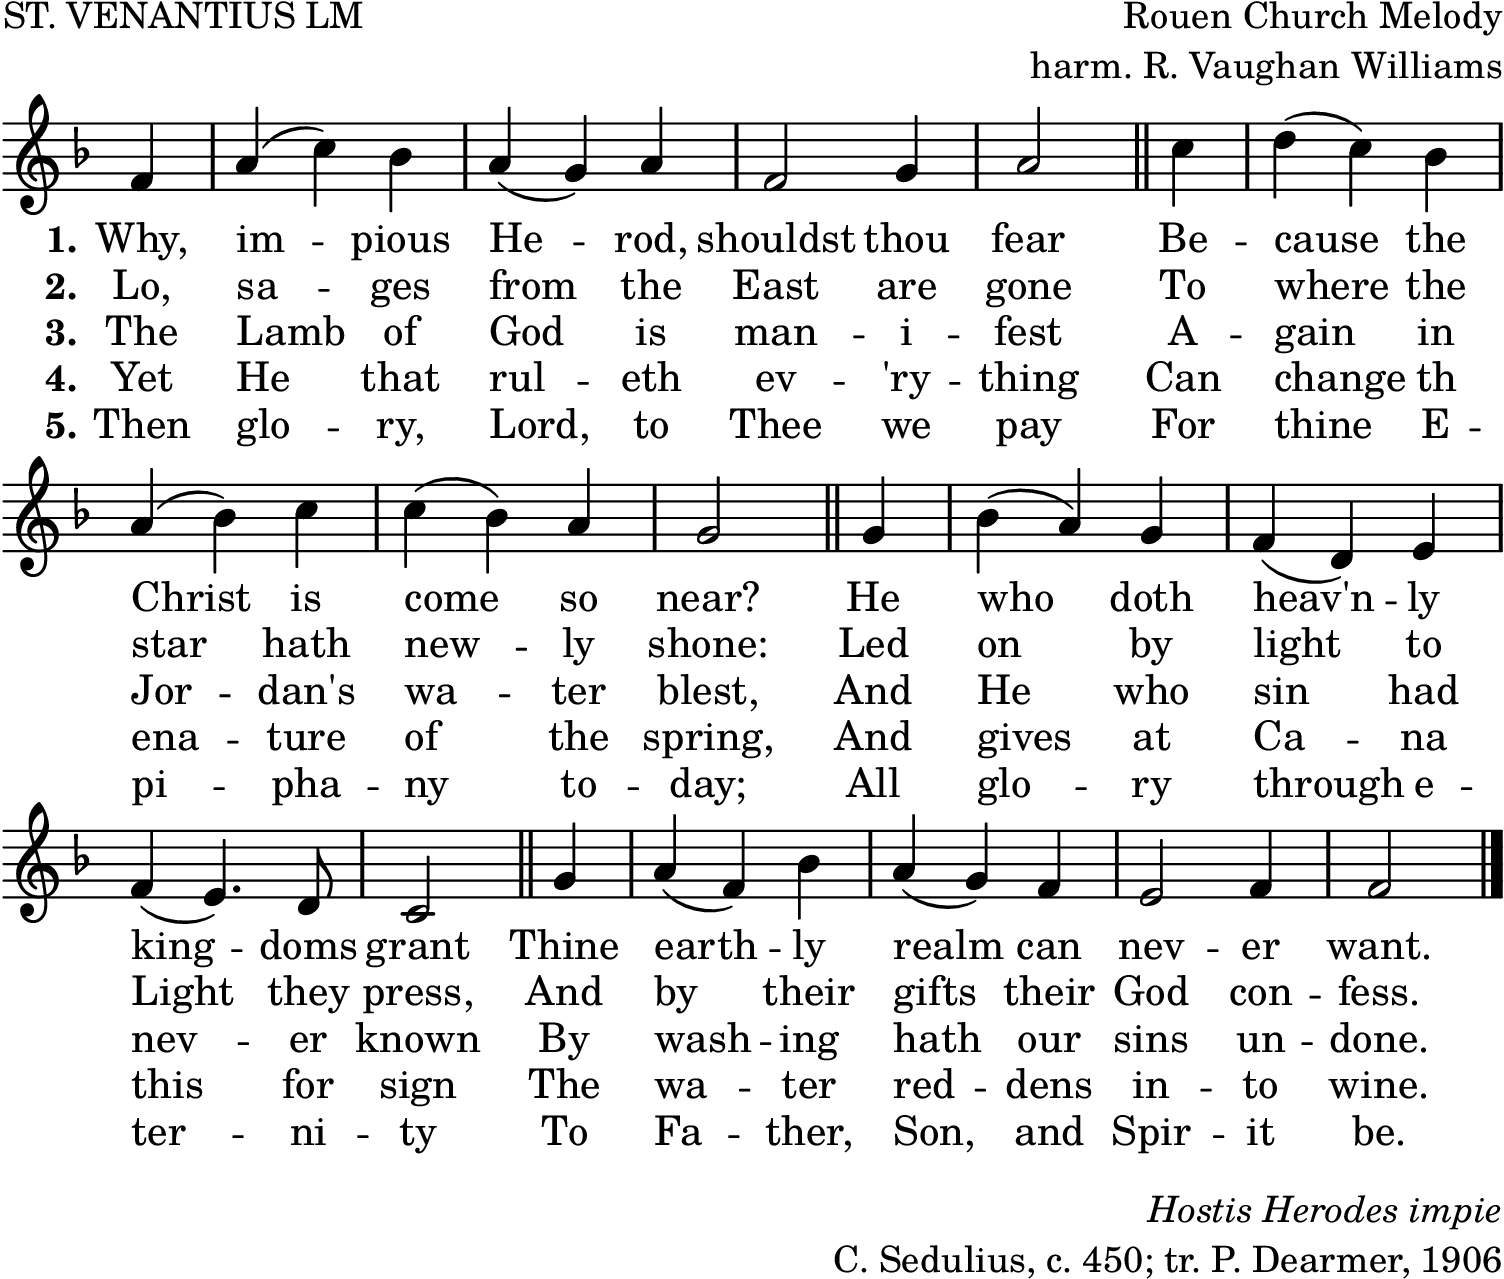 ST. VENANTIUS LM
Rouen Church Melody
harm. R. Vaughan Williams
1. Why, im - pious He - rod, shouldst thou fear Be - cause the
2. Lo, sa - ges from the East are gone To where the
3. The Lamb of God is man - i - fest A - gain in
4. Yet He that rul - eth ev - 'ry - thing Can change th
5. Then glo - ry, Lord, to Thee we pay For thine E -
Christ is come so near? He who doth heav'n - ly
star hath new - ly shone: Led on by light to
Jor - dan's wa - ter blest, And He who sin had
ena - ture of the spring, And gives at Ca - na
pi - pha - ny to - day; All glo - ry through e -
king - doms grant Thine earth - ly realm can nev - er want.
Light they press, And by their gifts their God con - fess.
nev - er known By wash - ing hath our sins un - done.
this for sign The wa - ter red - dens in - to wine.
ter - ni - ty To Fa - ther, Son, and Spir - it be.
Hostis Herodes impie
C. Sedulius, c. 450; tr. P. Dearmer, 1906